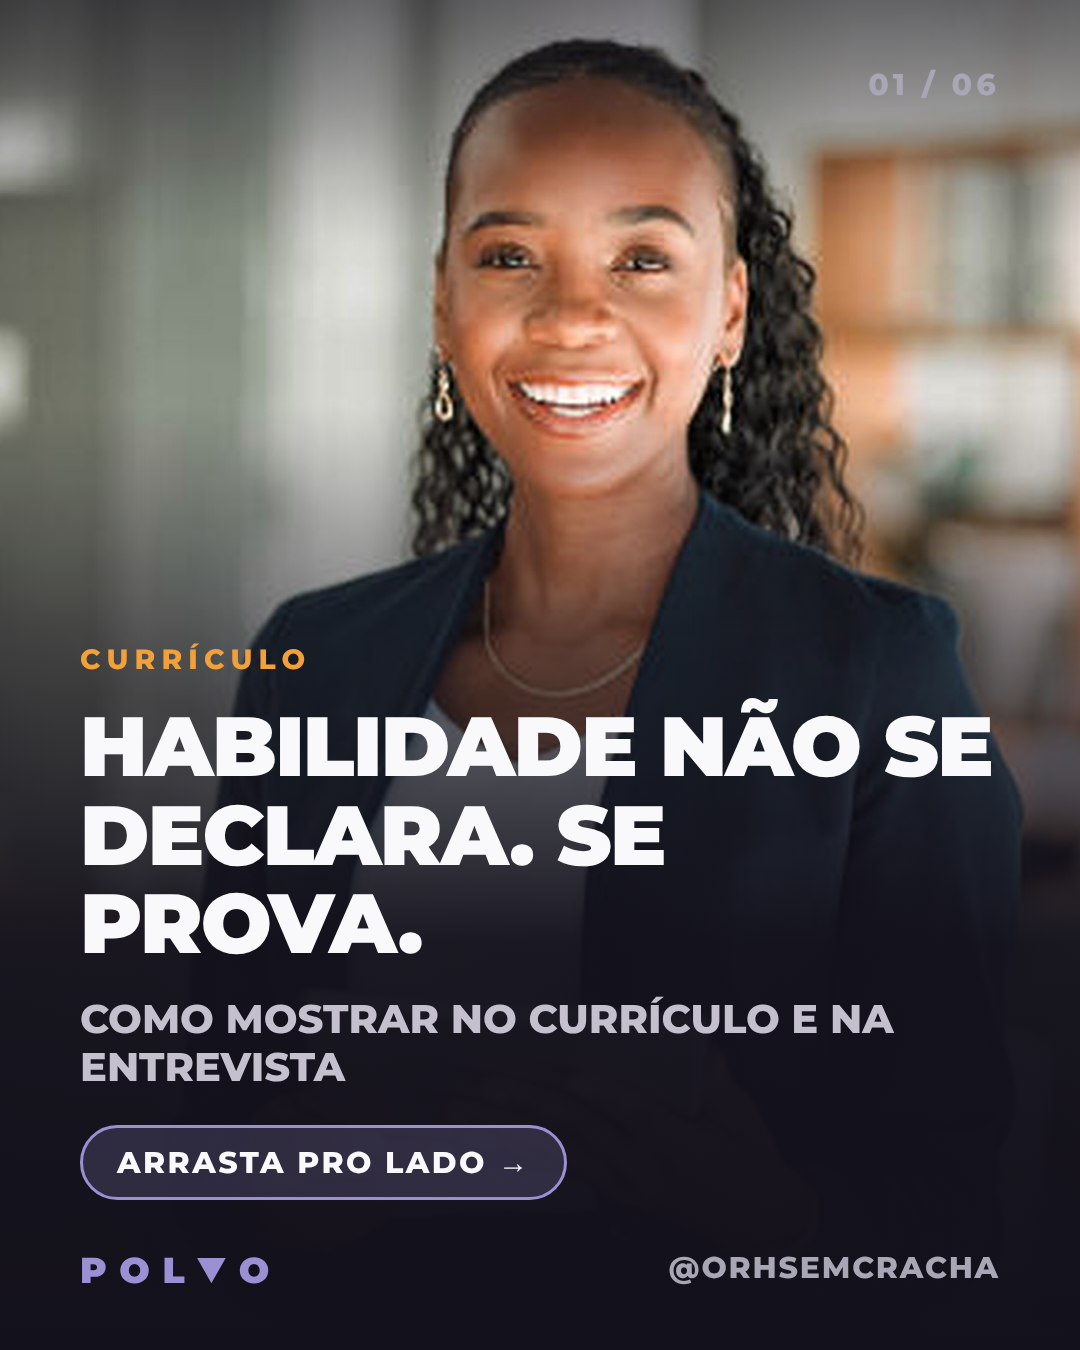 01 / 06
CURRÍCULO
HABILIDADE NÃO SE
DECLARA. SE
PROVA.
COMO MOSTRAR NO CURRÍCULO E NA
ENTREVISTA
ARRASTA PRO LADO →
POLVO
@ORHSEMCRACHA